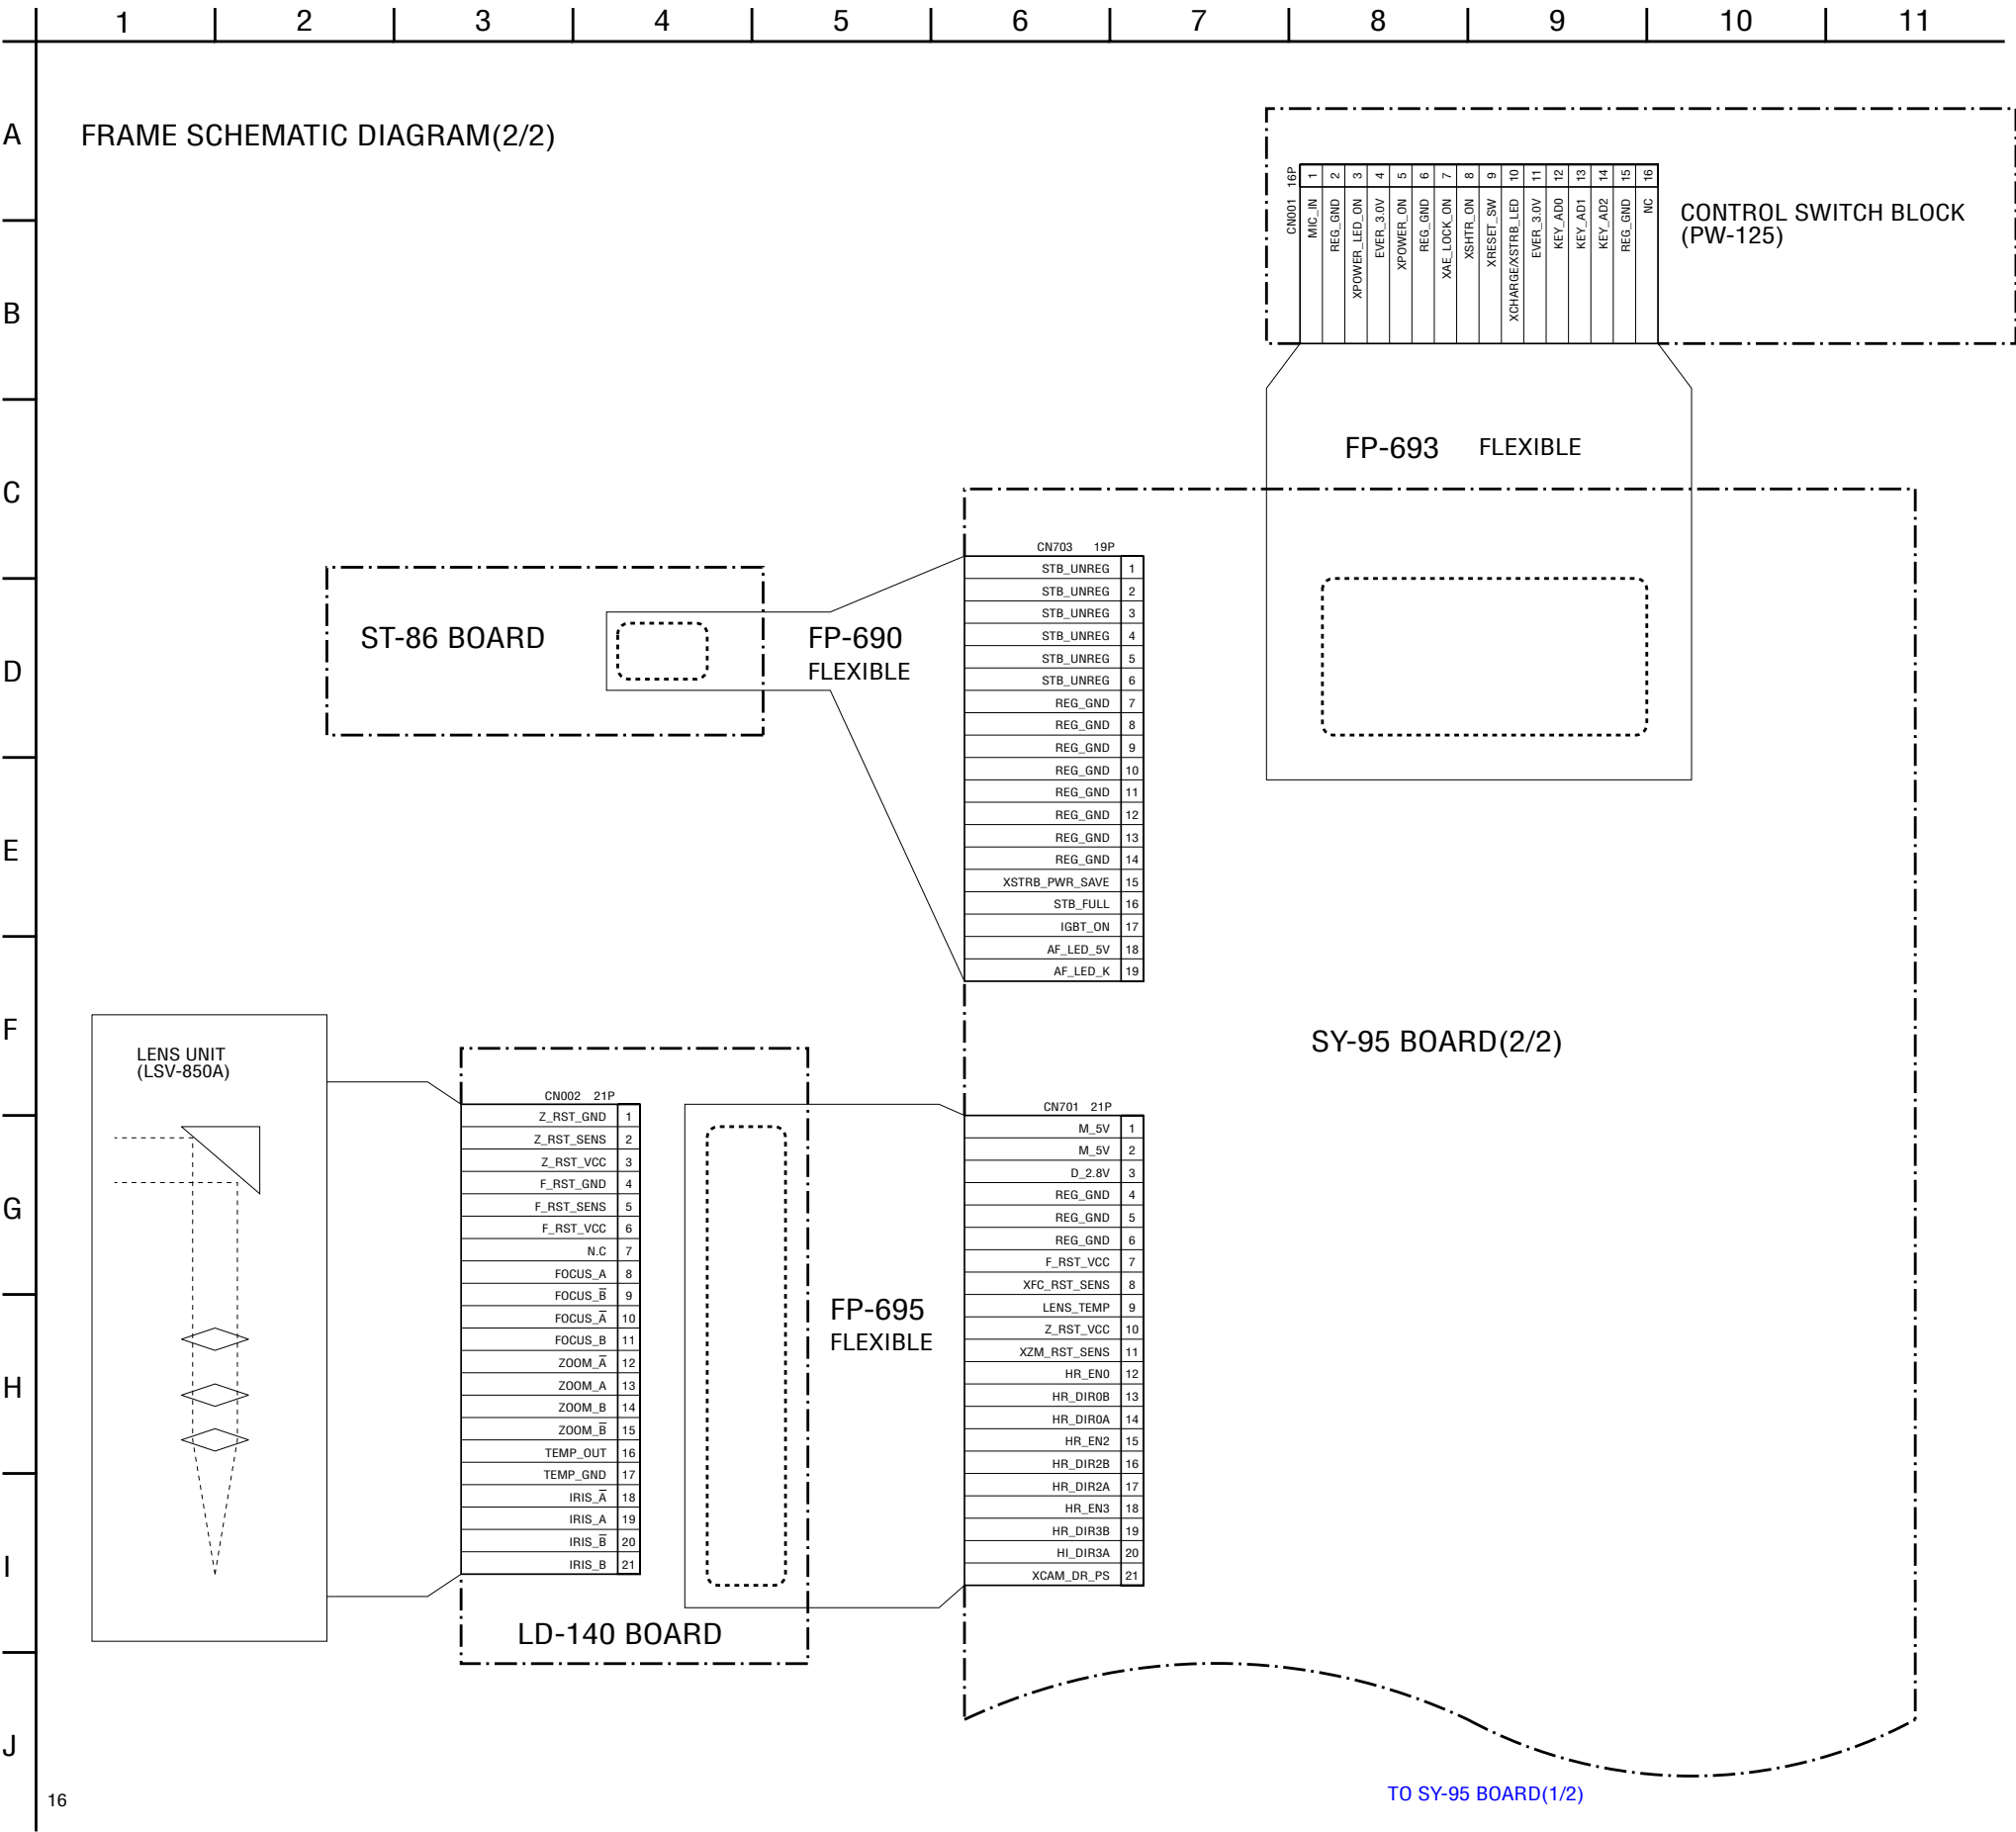 1 2 3 4 5 6 7 8 9 10 11
A
B
C
D
E
F
G
H
I
J
FRAME SCHEMATIC DIAGRAM(2/2)
CN001 16P
1 MIC_IN
2 REG_GND
3 XPOWER_LED_ON
4 EVER_3.0V
5 XPOWER_ON
6 REG_GND
7 XAE_LOCK_ON
8 XSHTR_ON
9 XRESET_SW
10 XCHARGE/XSTRB_LED
11 EVER_3.0V
12 KEY_AD0
13 KEY_AD1
14 KEY_AD2
15 REG_GND
16 NC
CONTROL SWITCH BLOCK
(PW-125)
FP-693 FLEXIBLE
ST-86 BOARD
FP-690
FLEXIBLE
CN703 19P
STB_UNREG 1
STB_UNREG 2
STB_UNREG 3
STB_UNREG 4
STB_UNREG 5
STB_UNREG 6
REG_GND 7
REG_GND 8
REG_GND 9
REG_GND 10
REG_GND 11
REG_GND 12
REG_GND 13
REG_GND 14
XSTRB_PWR_SAVE 15
STB_FULL 16
IGBT_ON 17
AF_LED_5V 18
AF_LED_K 19
SY-95 BOARD(2/2)
LENS UNIT
(LSV-850A)
CN002 21P
Z_RST_GND 1
Z_RST_SENS 2
Z_RST_VCC 3
F_RST_GND 4
F_RST_SENS 5
F_RST_VCC 6
N.C 7
FOCUS_A 8
FOCUS_B̅ 9
FOCUS_A̅ 10
FOCUS_B 11
ZOOM_A̅ 12
ZOOM_A 13
ZOOM_B 14
ZOOM_B̅ 15
TEMP_OUT 16
TEMP_GND 17
IRIS_A̅ 18
IRIS_A 19
IRIS_B̅ 20
IRIS_B 21
LD-140 BOARD
FP-695
FLEXIBLE
CN701 21P
M_5V 1
M_5V 2
D_2.8V 3
REG_GND 4
REG_GND 5
REG_GND 6
F_RST_VCC 7
XFC_RST_SENS 8
LENS_TEMP 9
Z_RST_VCC 10
XZM_RST_SENS 11
HR_EN0 12
HR_DIR0B 13
HR_DIR0A 14
HR_EN2 15
HR_DIR2B 16
HR_DIR2A 17
HR_EN3 18
HR_DIR3B 19
HI_DIR3A 20
XCAM_DR_PS 21
TO SY-95 BOARD(1/2)
16